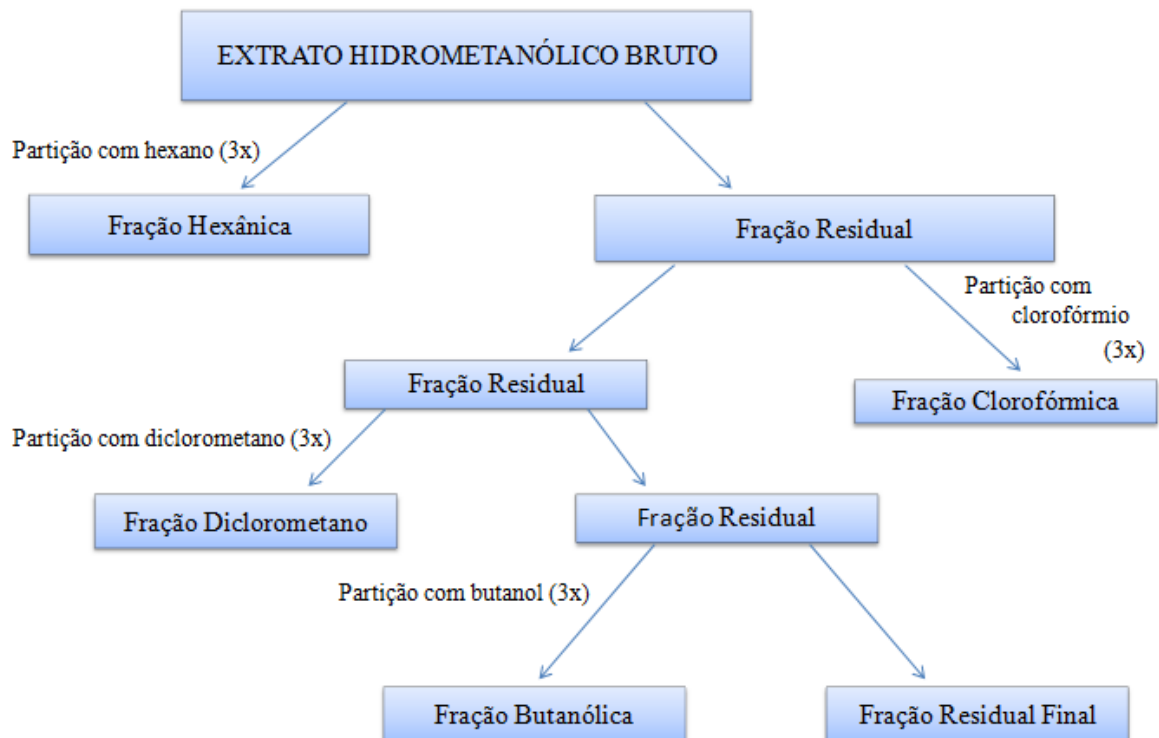 EXTRATO HIDROMETANÓLICO BRUTO
Partição com hexano (3x)
Fração Hexânica
Fração Residual
Partição com
clorofórmio
(3x)
Fração Residual
Fração Clorofórmica
Partição com diclorometano (3x)
Fração Diclorometano
Fração Residual
Partição com butanol (3x)
Fração Butanólica
Fração Residual Final